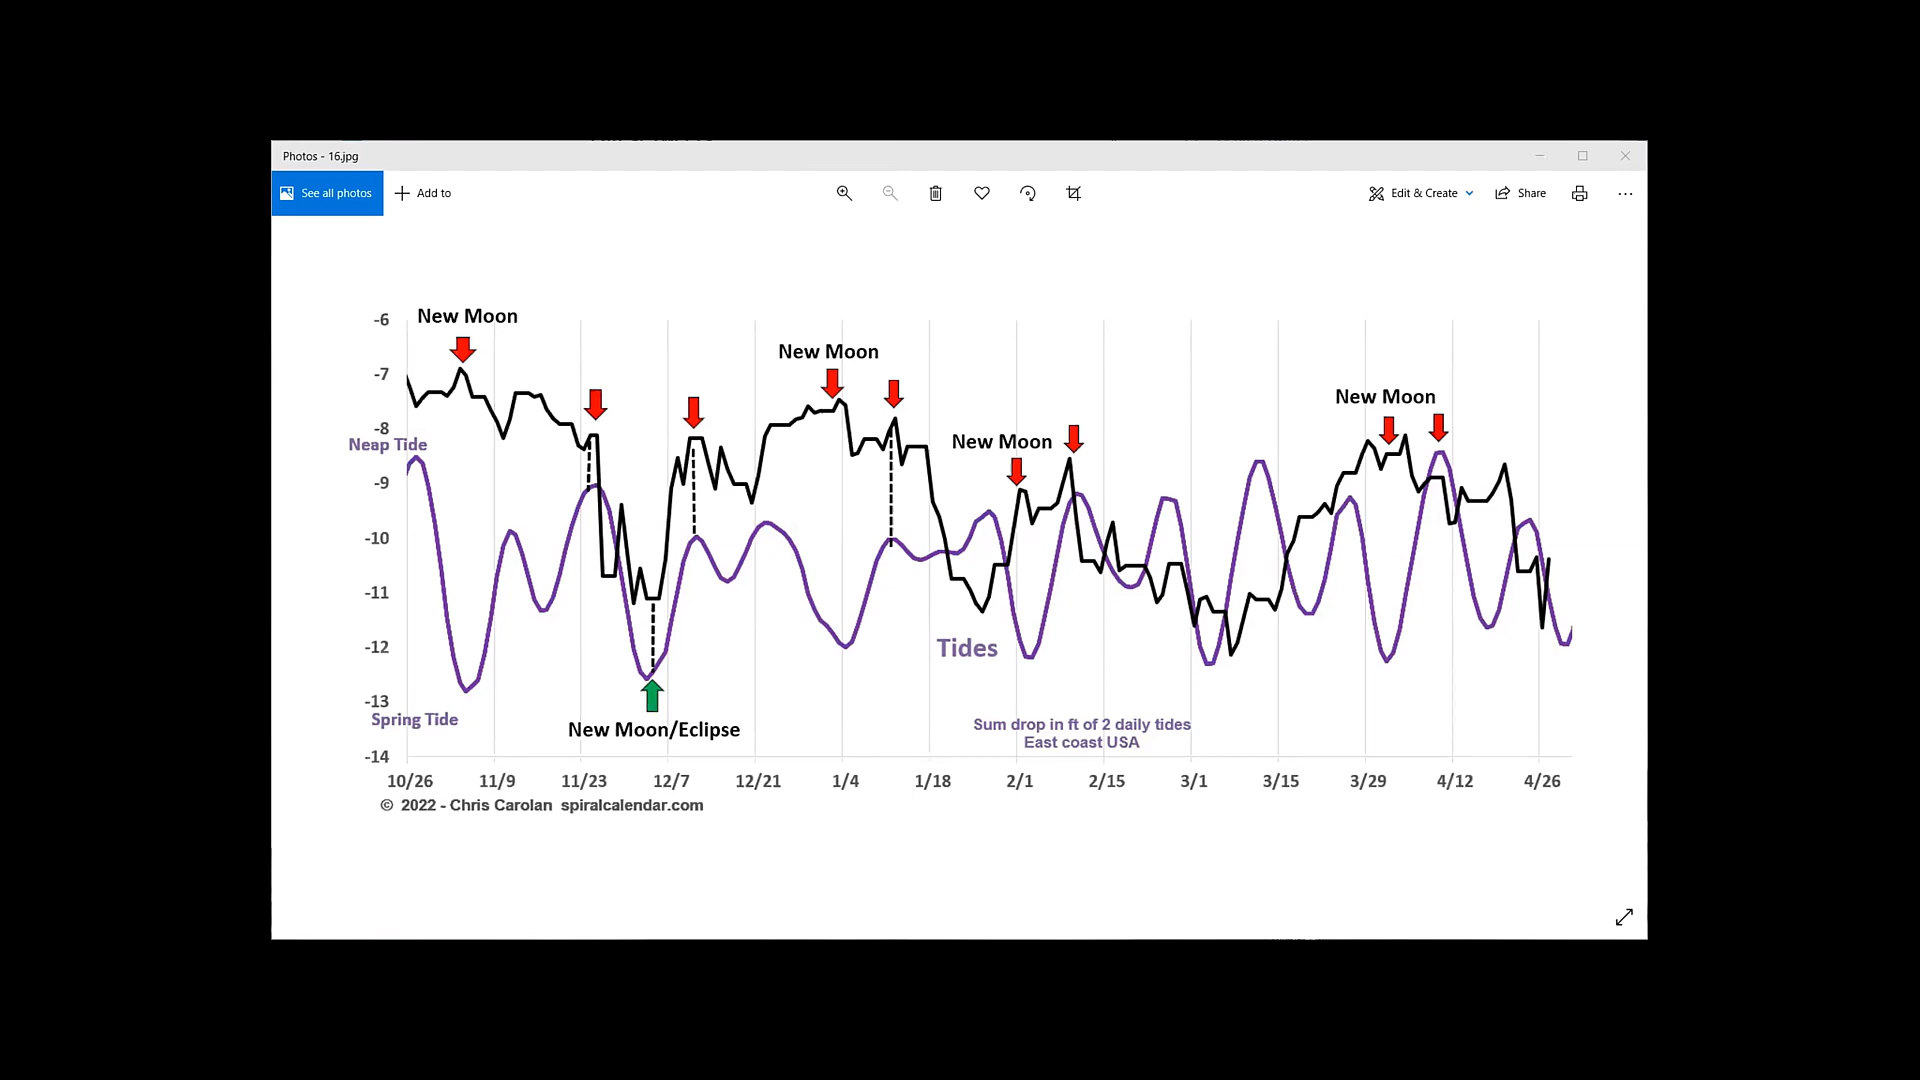 Photos - 16.jpg
See all photos
Add to
Edit & Create
Share
New Moon
New Moon
New Moon
New Moon
-6
-7
-8
Neap Tide
-9
-10
-11
-12
-13
Spring Tide
-14
Tides
New Moon/Eclipse
Sum drop in ft of 2 daily tides
East coast USA
10/26 11/9 11/23 12/7 12/21 1/4 1/18 2/1 2/15 3/1 3/15 3/29 4/12 4/26
© 2022 - Chris Carolan spiralcalendar.com